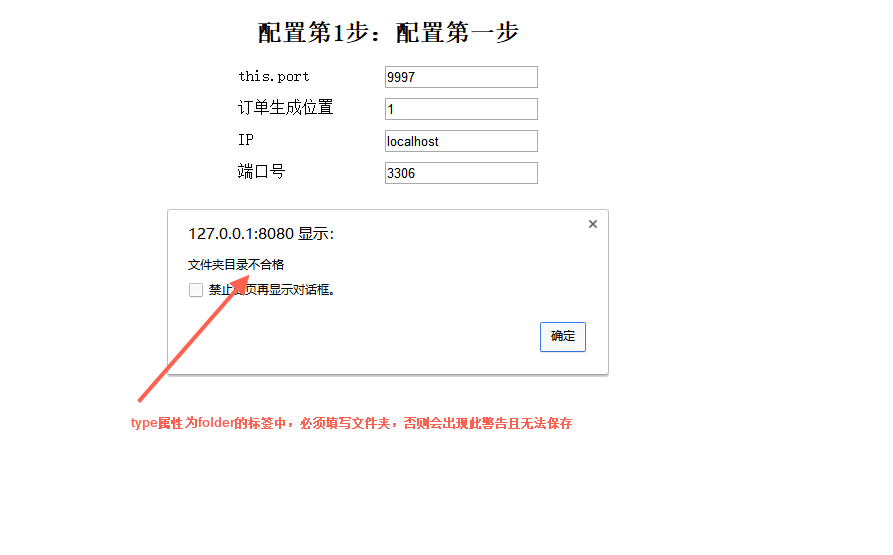 配置第1步：配置第一步
this.port 9997
订单生成位置 1
IP localhost
端口号 3306
127.0.0.1:8080 显示：
文件夹目录不合格
禁止 页再显示对话框。
确定
type属性为folder的标签中，必须填写文件夹，否则会出现此警告且无法保存